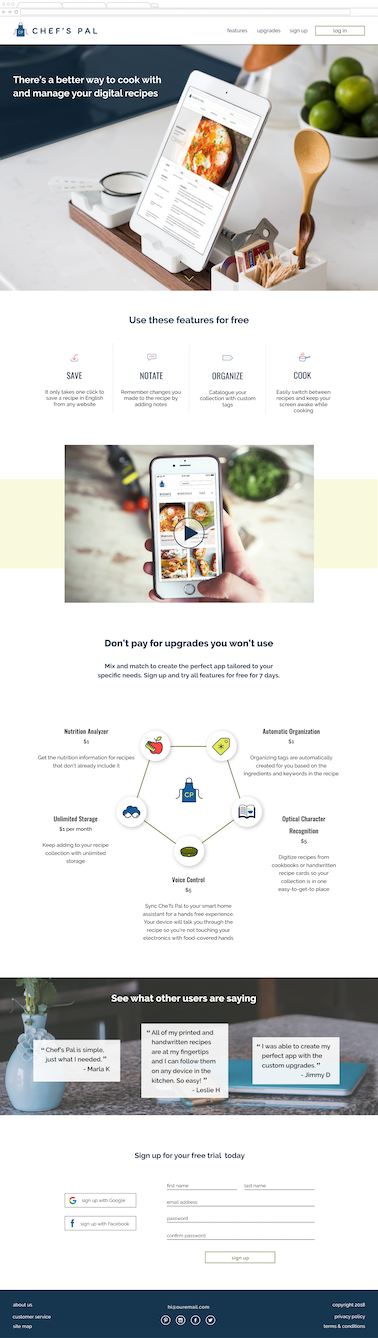 CHEF'S PAL
features
upgrades
sign up
log in
There's a better way to cook with
and manage your digital recipes
Use these features for free
SAVE
It only takes one click to
save a recipe in English
from any website
NOTATE
Remember changes you
made to the recipe by
adding notes
ORGANIZE
Catalogue your
collection with custom
tags
COOK
Easily switch between
recipes and keep your
screen awake while
cooking
Don't pay for upgrades you won't use
Mix and match to create the perfect app tailored to your
specific needs. Sign up and try all features for free for 7 days.
Nutrition Analyzer
$1
Get the nutrition information for recipes
that don't already include it
Automatic Organization
$1
Organizing tags are automatically
created for you based on the
ingredients and keywords in the recipe
CP
Unlimited Storage
$1 per month
Keep adding to your recipe
collection with unlimited
storage
Optical Character
Recognition
$5
Digitize recipes from
cookbooks or handwritten
recipe cards so your
collection is in one
easy-to-get-to place
Voice Control
$5
Sync Chef's Pal to your smart home
assistant for a hands free experience.
Your device will talk you through the
recipe so you're not touching your
electronics with food-covered hands
See what other users are saying
"Chef's Pal is simple,
just what I needed."
- Marla K
"All of my printed and
handwritten recipes
are at my fingertips
and I can follow them
on any device in the
kitchen. So easy!"
- Leslie H
"I was able to create my
perfect app with the
custom upgrades."
- Jimmy D
Sign up for your free trial today
sign up with Google
sign up with Facebook
first name
last name
email address
password
confirm password
sign up
about us
customer service
site map
hi@ouremail.com
copyright 2018
privacy policy
terms & conditions